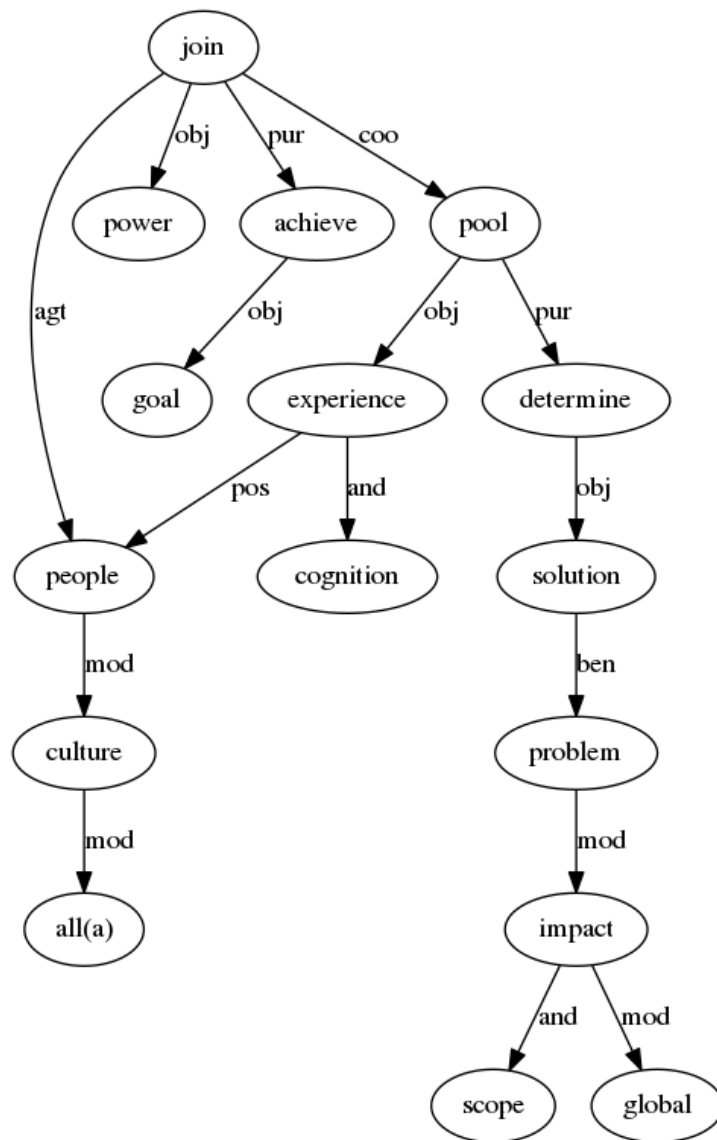 join
obj
pur
coo
power
achieve
pool
agt
obj
obj
pur
goal
experience
determine
pos
and
obj
people
cognition
solution
mod
ben
culture
problem
mod
mod
all(a)
impact
and
mod
scope
global